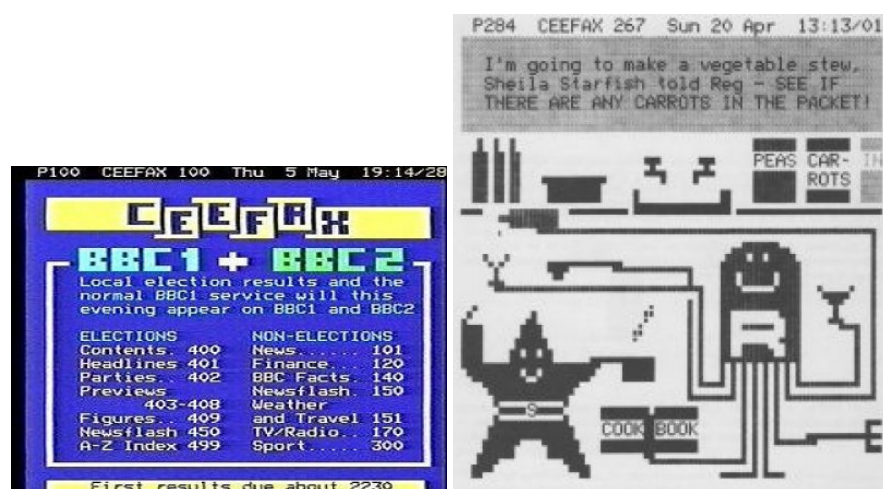 P100 CEEFAX 100 Thu 5 May 19:14/28
CEEFAX
BBC1 + BBC2
Local election results and the
normal BBC1 service will this
evening appear on BBC1 and BBC2
ELECTIONS
Contents. 400
Headlines 401
Parties.. 402
Previews
403-408
Figures.. 409
Newsflash 450
A-Z Index 499
NON-ELECTIONS
News...... 101
Finance... 120
BBC Facts. 140
Newsflash. 150
Weather
and Travel 151
TV/Radio.. 170
Sport..... 300
First results due about 2230
P284 CEEFAX 267 Sun 20 Apr 13:13/01
I'm going to make a vegetable stew,
Sheila Starfish told Reg - SEE IF
THERE ARE ANY CARROTS IN THE PACKET!
PEAS
CAR-
ROTS
IN
S
COOK BOOK